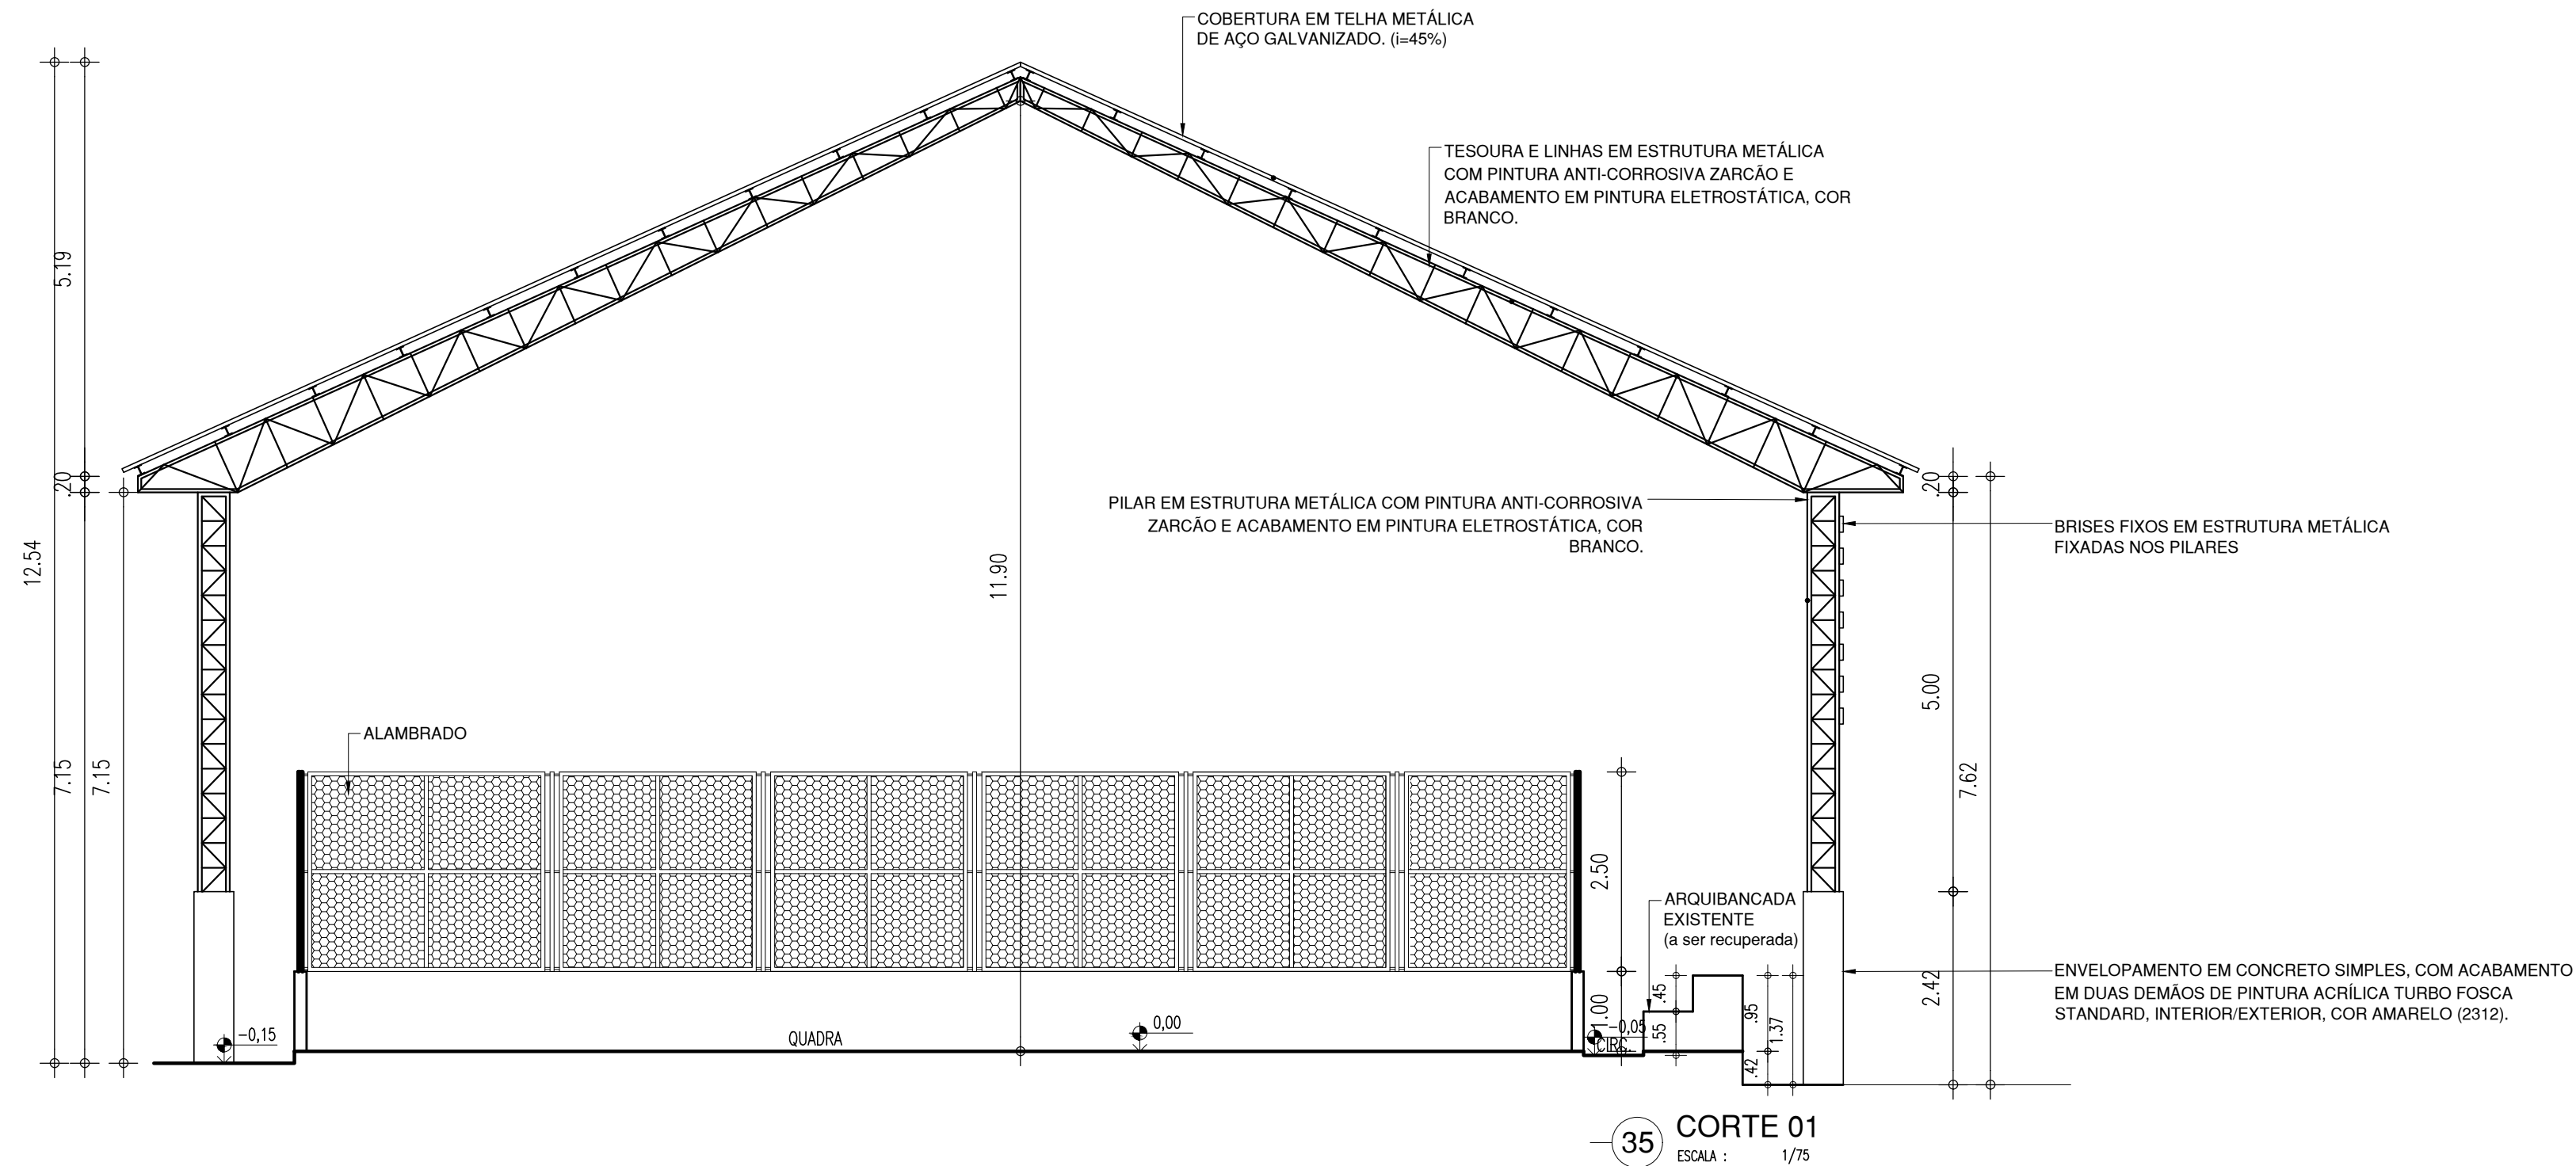 COBERTURA EM TELHA METÁLICA
DE AÇO GALVANIZADO. (i=45%)
TESOURA E LINHAS EM ESTRUTURA METÁLICA
COM PINTURA ANTI-CORROSIVA ZARCÃO E
ACABAMENTO EM PINTURA ELETROSTÁTICA, COR
BRANCO.
5.19
.20
12.54
7.15
7.15
11.90
PILAR EM ESTRUTURA METÁLICA COM PINTURA ANTI-CORROSIVA
ZARCÃO E ACABAMENTO EM PINTURA ELETROSTÁTICA, COR
BRANCO.
.20
BRISES FIXOS EM ESTRUTURA METÁLICA
FIXADAS NOS PILARES
5.00
7.62
2.42
ALAMBRADO
2.50
1.00
ARQUIBANCADA
EXISTENTE
(a ser recuperada)
.45
.55
.95
1.37
.42
ENVELOPAMENTO EM CONCRETO SIMPLES, COM ACABAMENTO
EM DUAS DEMÃOS DE PINTURA ACRÍLICA TURBO FOSCA
STANDARD, INTERIOR/EXTERIOR, COR AMARELO (2312).
-0,15
QUADRA
0,00
-0,05
CIRC.
35
CORTE 01
ESCALA : 1/75